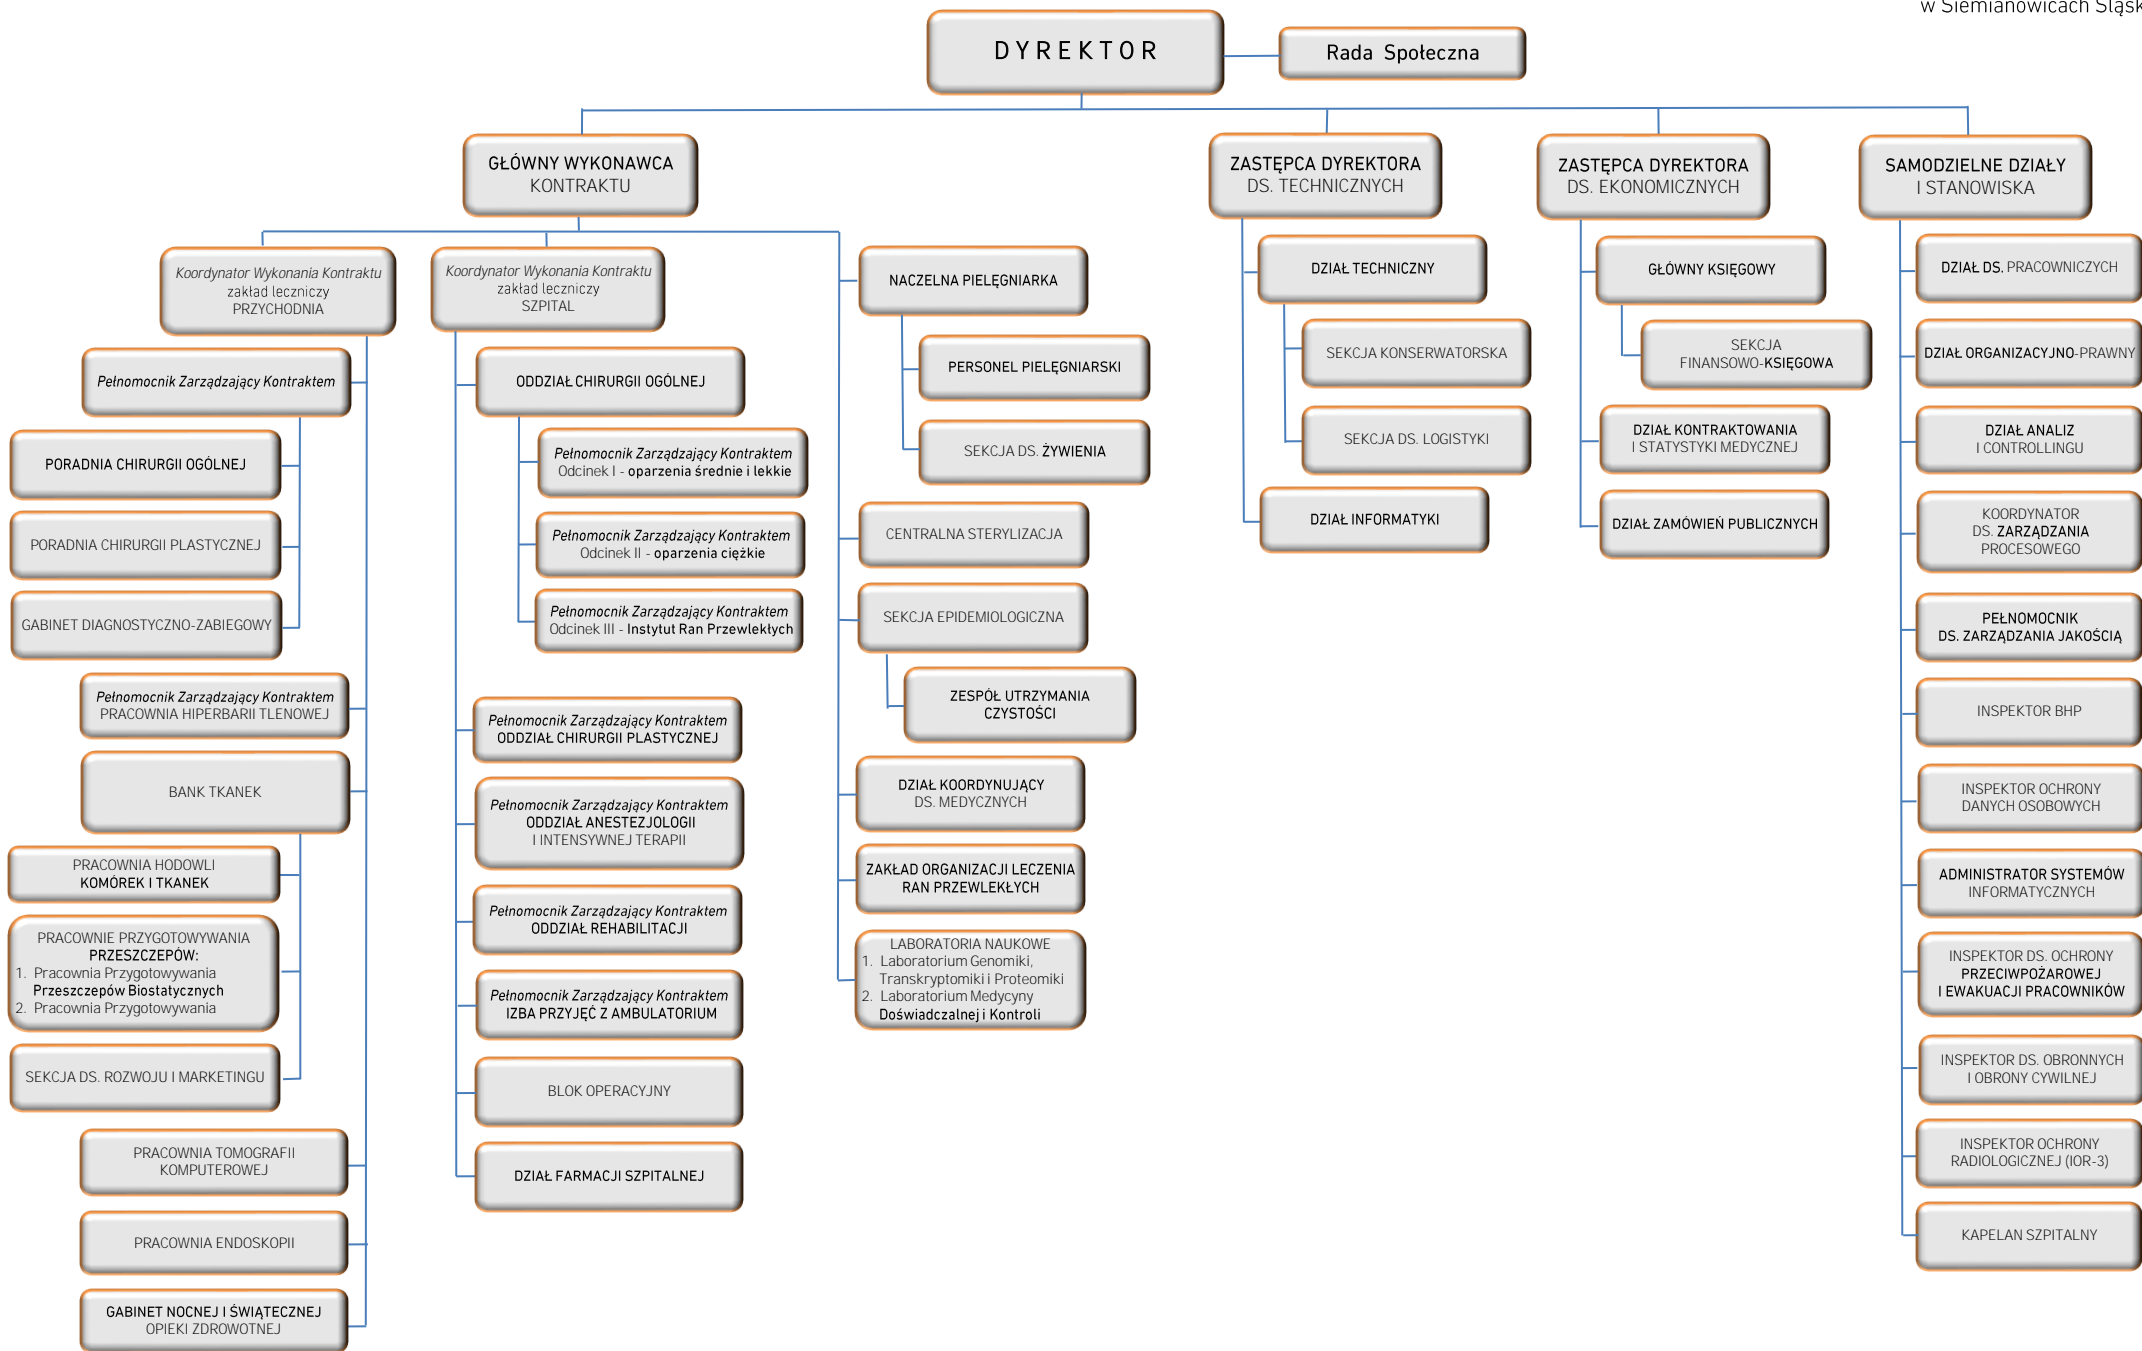 w Siemianowicach Śląsk
DYREKTOR
Rada Społeczna
GŁÓWNY WYKONAWCA
KONTRAKTU
ZASTĘPCA DYREKTORA
DS. TECHNICZNYCH
ZASTĘPCA DYREKTORA
DS. EKONOMICZNYCH
SAMODZIELNE DZIAŁY
I STANOWISKA
Koordynator Wykonania Kontraktu
zakład leczniczy
PRZYCHODNIA
Pełnomocnik Zarządzający Kontraktem
PORADNIA CHIRURGII OGÓLNEJ
PORADNIA CHIRURGII PLASTYCZNEJ
GABINET DIAGNOSTYCZNO-ZABIEGOWY
Pełnomocnik Zarządzający Kontraktem
PRACOWNIA HIPERBARII TLENOWEJ
BANK TKANEK
PRACOWNIA HODOWLI
KOMÓREK I TKANEK
PRACOWNIE PRZYGOTOWYWANIA
PRZESZCZEPÓW:
1. Pracownia Przygotowywania
Przeszczepów Biostatycznych
2. Pracownia Przygotowywania
SEKCJA DS. ROZWOJU I MARKETINGU
PRACOWNIA TOMOGRAFII
KOMPUTEROWEJ
PRACOWNIA ENDOSKOPII
GABINET NOCNEJ I ŚWIĄTECZNEJ
OPIEKI ZDROWOTNEJ
Koordynator Wykonania Kontraktu
zakład leczniczy
SZPITAL
ODDZIAŁ CHIRURGII OGÓLNEJ
Pełnomocnik Zarządzający Kontraktem
Odcinek I - oparzenia średnie i lekkie
Pełnomocnik Zarządzający Kontraktem
Odcinek II - oparzenia ciężkie
Pełnomocnik Zarządzający Kontraktem
Odcinek III - Instytut Ran Przewlekłych
Pełnomocnik Zarządzający Kontraktem
ODDZIAŁ CHIRURGII PLASTYCZNEJ
Pełnomocnik Zarządzający Kontraktem
ODDZIAŁ ANESTEZJOLOGII
I INTENSYWNEJ TERAPII
Pełnomocnik Zarządzający Kontraktem
ODDZIAŁ REHABILITACJI
Pełnomocnik Zarządzający Kontraktem
IZBA PRZYJĘĆ Z AMBULATORIUM
BLOK OPERACYJNY
DZIAŁ FARMACJI SZPITALNEJ
NACZELNA PIELĘGNIARKA
PERSONEL PIELĘGNIARSKI
SEKCJA DS. ŻYWIENIA
CENTRALNA STERYLIZACJA
SEKCJA EPIDEMIOLOGICZNA
ZESPÓŁ UTRZYMANIA
CZYSTOŚCI
DZIAŁ KOORDYNUJĄCY
DS. MEDYCZNYCH
ZAKŁAD ORGANIZACJI LECZENIA
RAN PRZEWLEKŁYCH
LABORATORIA NAUKOWE
1. Laboratorium Genomiki,
Transkryptomiki i Proteomiki
2. Laboratorium Medycyny
Doświadczalnej i Kontroli
DZIAŁ TECHNICZNY
SEKCJA KONSERWATORSKA
SEKCJA DS. LOGISTYKI
DZIAŁ INFORMATYKI
GŁÓWNY KSIĘGOWY
SEKCJA
FINANSOWO-KSIĘGOWA
DZIAŁ KONTRAKTOWANIA
I STATYSTYKI MEDYCZNEJ
DZIAŁ ZAMÓWIEŃ PUBLICZNYCH
DZIAŁ DS. PRACOWNICZYCH
DZIAŁ ORGANIZACYJNO-PRAWNY
DZIAŁ ANALIZ
I CONTROLLINGU
KOORDYNATOR
DS. ZARZĄDZANIA
PROCESOWEGO
PEŁNOMOCNIK
DS. ZARZĄDZANIA JAKOŚCIĄ
INSPEKTOR BHP
INSPEKTOR OCHRONY
DANYCH OSOBOWYCH
ADMINISTRATOR SYSTEMÓW
INFORMATYCZNYCH
INSPEKTOR DS. OCHRONY
PRZECIWPOŻAROWEJ
I EWAKUACJI PRACOWNIKÓW
INSPEKTOR DS. OBRONNYCH
I OBRONY CYWILNEJ
INSPEKTOR OCHRONY
RADIOLOGICZNEJ (IOR-3)
KAPELAN SZPITALNY